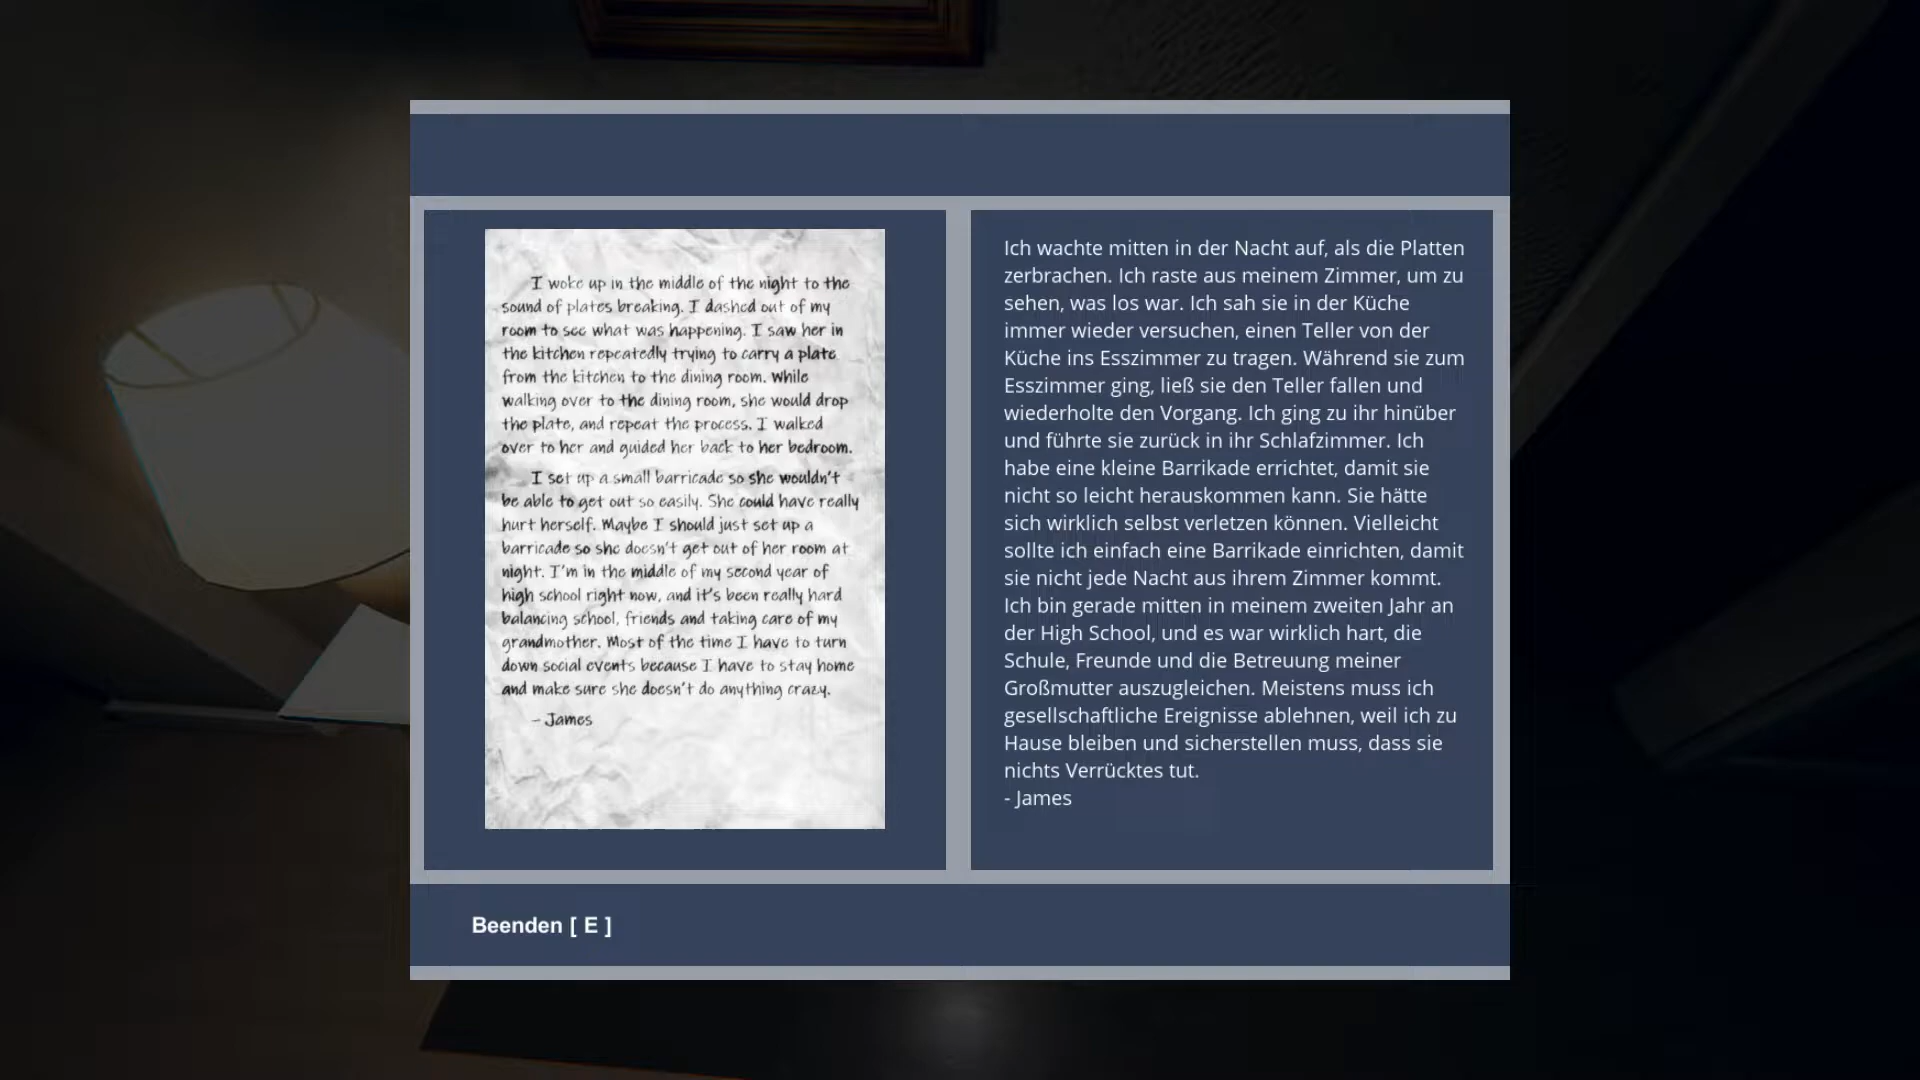 I woke up in the middle of the night to the
sound of plates breaking. I dashed out of my
room to see what was happening. I saw her in
the kitchen repeatedly trying to carry a plate
from the kitchen to the dining room. While
walking over to the dining room, she would drop
the plate, and repeat the process. I walked
over to her and guided her back to her bedroom.
I set up a small barricade so she wouldn't
be able to get out so easily. She could have really
hurt herself. Maybe I should just set up a
barricade so she doesn't get out of her room at
night. I'm in the middle of my second year of
high school right now, and it's been really hard
balancing school, friends and taking care of my
grandmother. Most of the time I have to turn
down social events because I have to stay home
and make sure she doesn't do anything crazy.
- James
Ich wachte mitten in der Nacht auf, als die Platten
zerbrachen. Ich raste aus meinem Zimmer, um zu
sehen, was los war. Ich sah sie in der Küche
immer wieder versuchen, einen Teller von der
Küche ins Esszimmer zu tragen. Während sie zum
Esszimmer ging, ließ sie den Teller fallen und
wiederholte den Vorgang. Ich ging zu ihr hinüber
und führte sie zurück in ihr Schlafzimmer. Ich
habe eine kleine Barrikade errichtet, damit sie
nicht so leicht herauskommen kann. Sie hätte
sich wirklich selbst verletzen können. Vielleicht
sollte ich einfach eine Barrikade einrichten, damit
sie nicht jede Nacht aus ihrem Zimmer kommt.
Ich bin gerade mitten in meinem zweiten Jahr an
der High School, und es war wirklich hart, die
Schule, Freunde und die Betreuung meiner
Großmutter auszugleichen. Meistens muss ich
gesellschaftliche Ereignisse ablehnen, weil ich zu
Hause bleiben und sicherstellen muss, dass sie
nichts Verrücktes tut.
- James
Beenden [ E ]